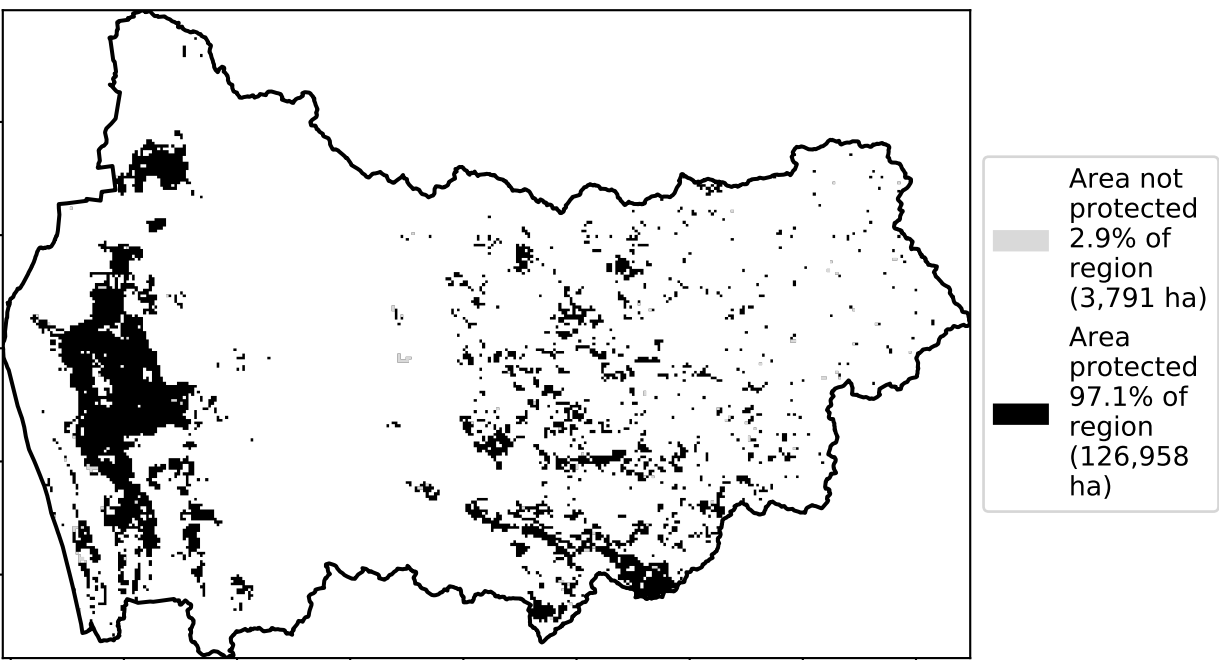 Area not
protected
2.9% of
region
(3,791 ha)
Area
protected
97.1% of
region
(126,958
ha)